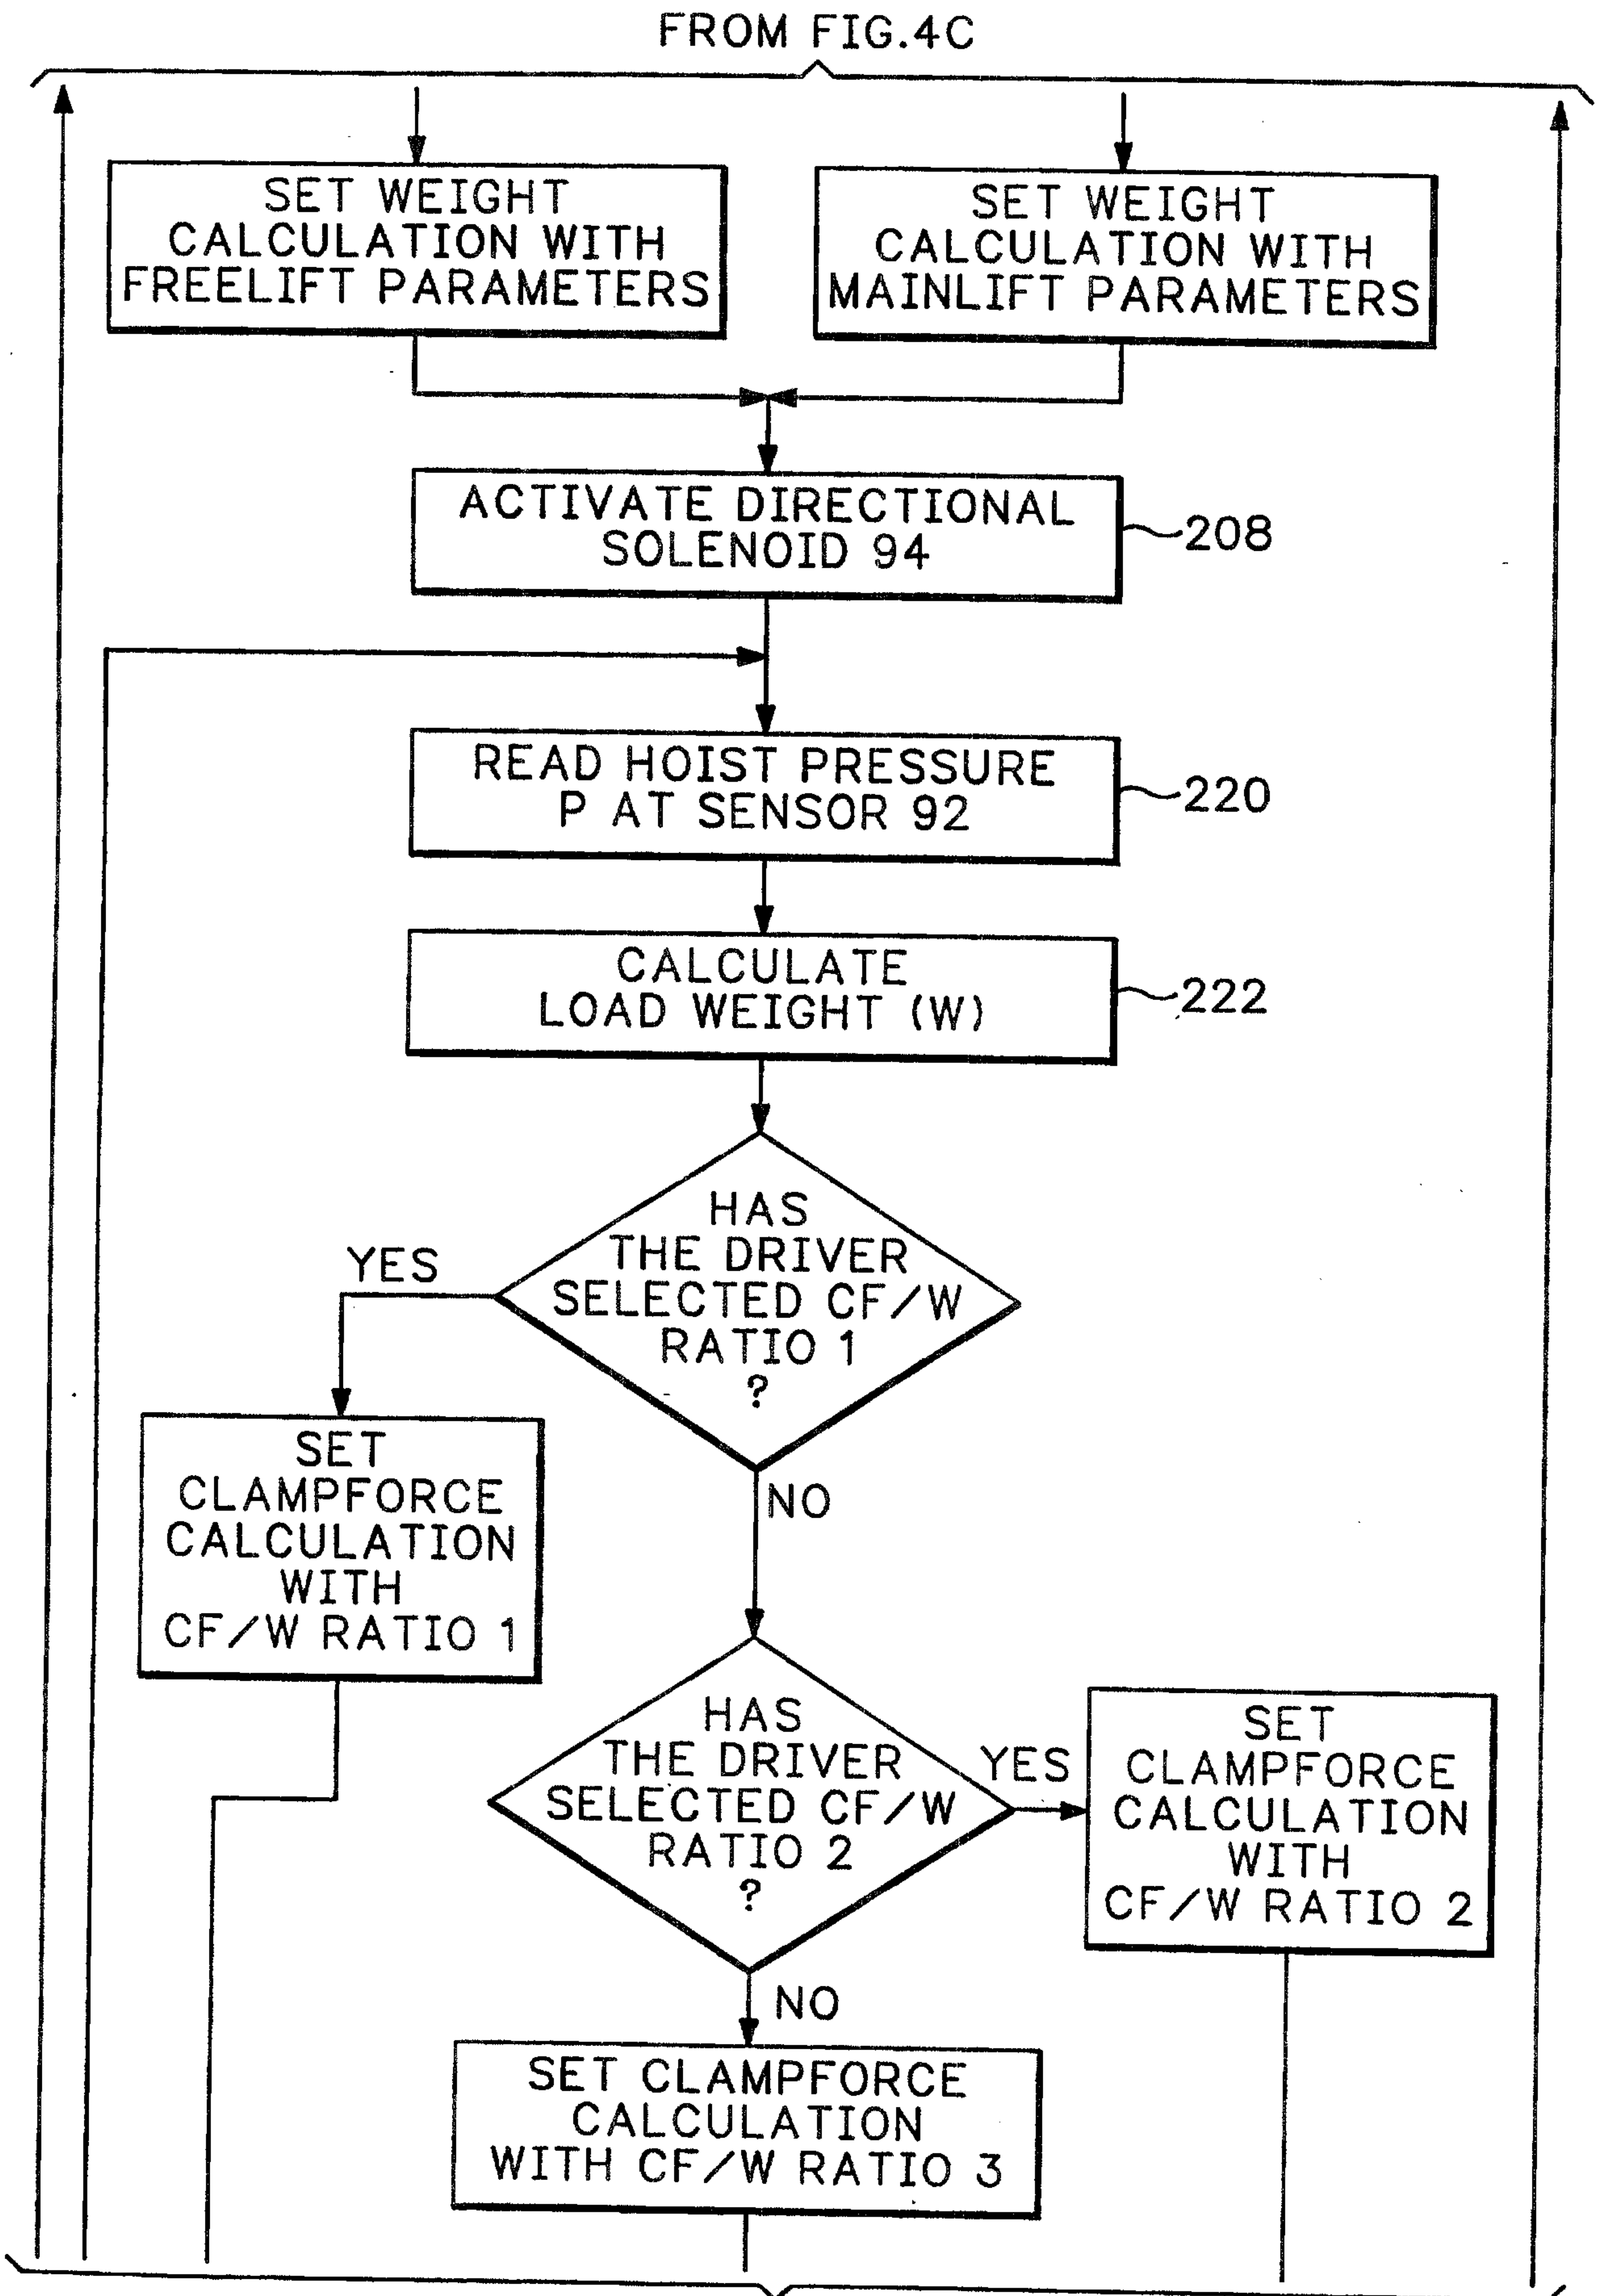 FROM FIG.4C
SET WEIGHT
CALCULATION WITH
FREELIFT PARAMETERS
SET WEIGHT
CALCULATION WITH
MAINLIFT PARAMETERS
ACTIVATE DIRECTIONAL
SOLENOID 94
208
READ HOIST PRESSURE
P AT SENSOR 92
220
CALCULATE
LOAD WEIGHT (W)
222
HAS
THE DRIVER
SELECTED CF/W
RATIO 1
?
YES
NO
SET
CLAMPFORCE
CALCULATION
WITH
CF/W RATIO 1
HAS
THE DRIVER
SELECTED CF/W
RATIO 2
?
YES
NO
SET
CLAMPFORCE
CALCULATION
WITH
CF/W RATIO 2
SET CLAMPFORCE
CALCULATION
WITH CF/W RATIO 3